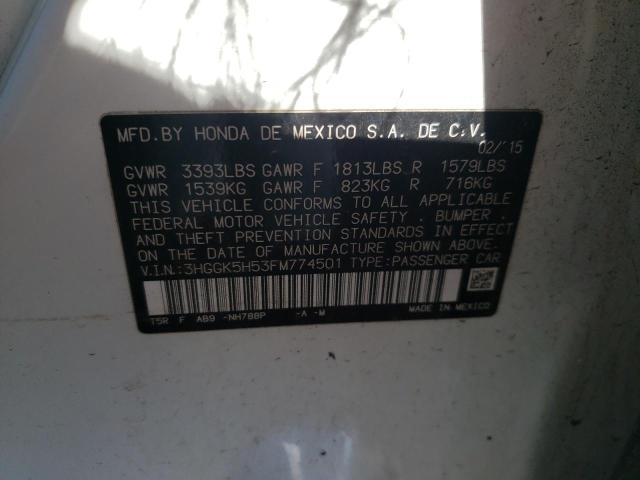 MFD.BY HONDA DE MEXICO S.A. DE C.V.
02/'15
GVWR 3393LBS GAWR F 1813LBS R 1579LBS
GVWR 1539KG GAWR F 823KG R 716KG
THIS VEHICLE CONFORMS TO ALL APPLICABLE
FEDERAL MOTOR VEHICLE SAFETY . BUMPER .
AND THEFT PREVENTION STANDARDS IN EFFECT
ON THE DATE OF MANUFACTURE SHOWN
ABOVE.
V.I.N.:3HGGK5H53FM774501 TYPE:PASSENGER CAR
T5R F AB9 -NH788P -A -M
MADE IN MEXICO